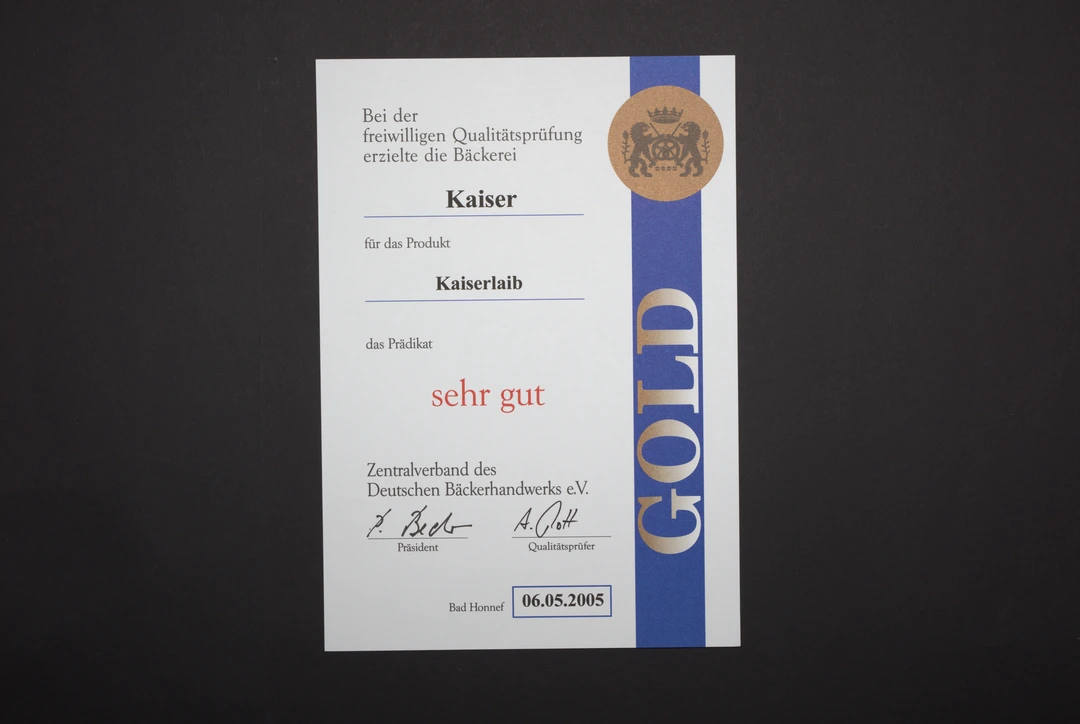 Bei der
freiwilligen Qualitätsprüfung
erzielte die Bäckerei
Kaiser
für das Produkt
Kaiserlaib
das Prädikat
sehr gut
Zentralverband des
Deutschen Bäckerhandwerks e.V.
P. Becker
Präsident
Qualitätsprüfer
Bad Honnef
06.05.2005
GOLD